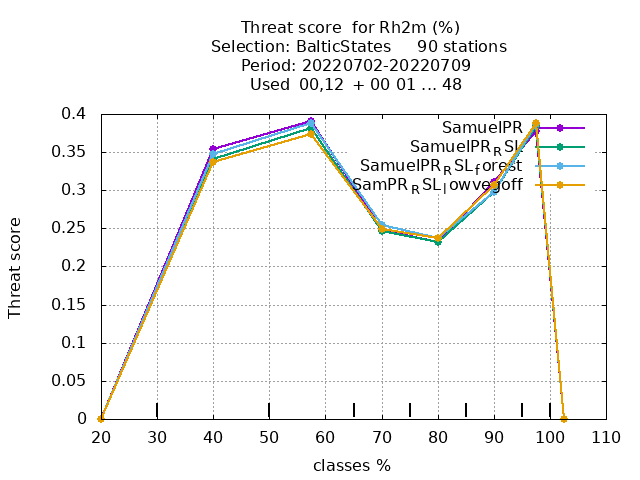 Threat score  for Rh2m (%)
Selection: BalticStates     90 stations
Period: 20220702-20220709
Used  00,12  + 00 01 ... 48
SamuelPR
SamuelPR_RSL
SamuelPR_RSL_forest
SamPR_RSL_lowvegoff
Threat score
0.4
0.35
0.3
0.25
0.2
0.15
0.1
0.05
0
20 30 40 50 60 70 80 90 100 110
classes %